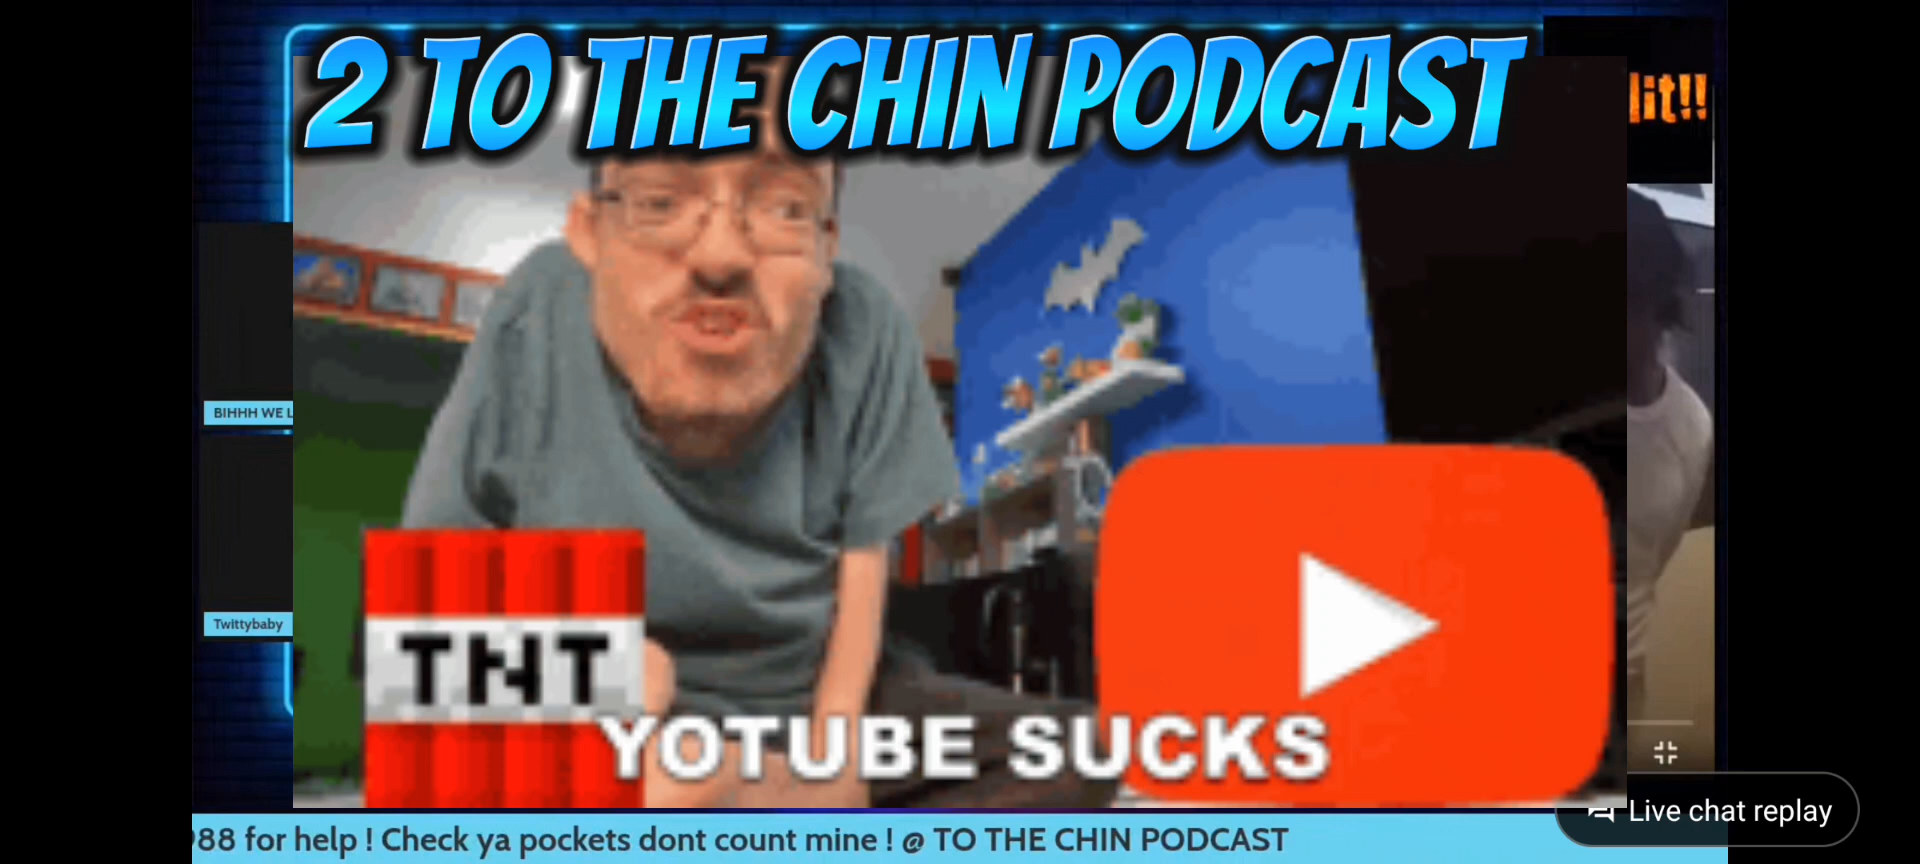 2 TO THE CHIN PODCAST
lit!!
BIHHH WE L
TNT
Twittybaby
YOTUBE SUCKS
Live chat replay
988 for help ! Check ya pockets dont count mine ! @ TO THE CHIN PODCAST